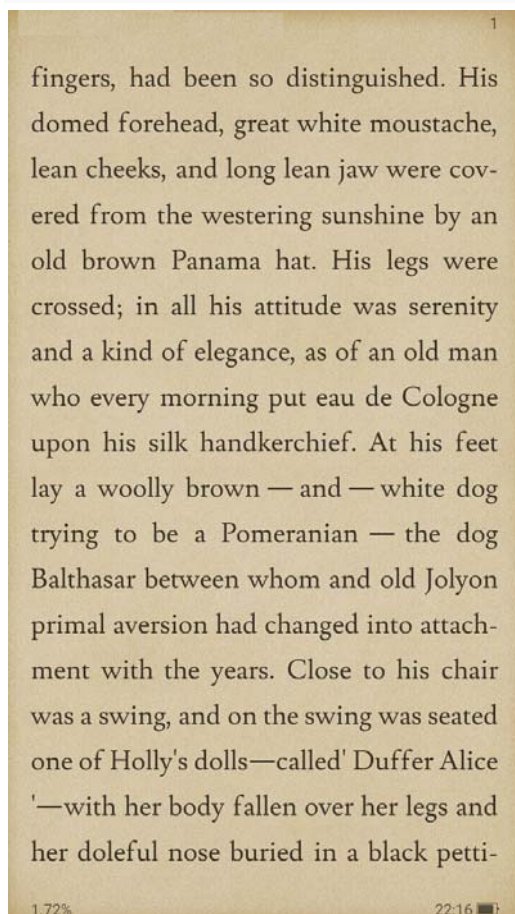 1
fingers, had been so distinguished. His
domed forehead, great white moustache,
lean cheeks, and long lean jaw were cov-
ered from the westering sunshine by an
old brown Panama hat. His legs were
crossed; in all his attitude was serenity
and a kind of elegance, as of an old man
who every morning put eau de Cologne
upon his silk handkerchief. At his feet
lay a woolly brown — and — white dog
trying to be a Pomeranian — the dog
Balthasar between whom and old Jolyon
primal aversion had changed into attach-
ment with the years. Close to his chair
was a swing, and on the swing was seated
one of Holly's dolls—called' Duffer Alice
'—with her body fallen over her legs and
her doleful nose buried in a black petti-
1.72% 22:16